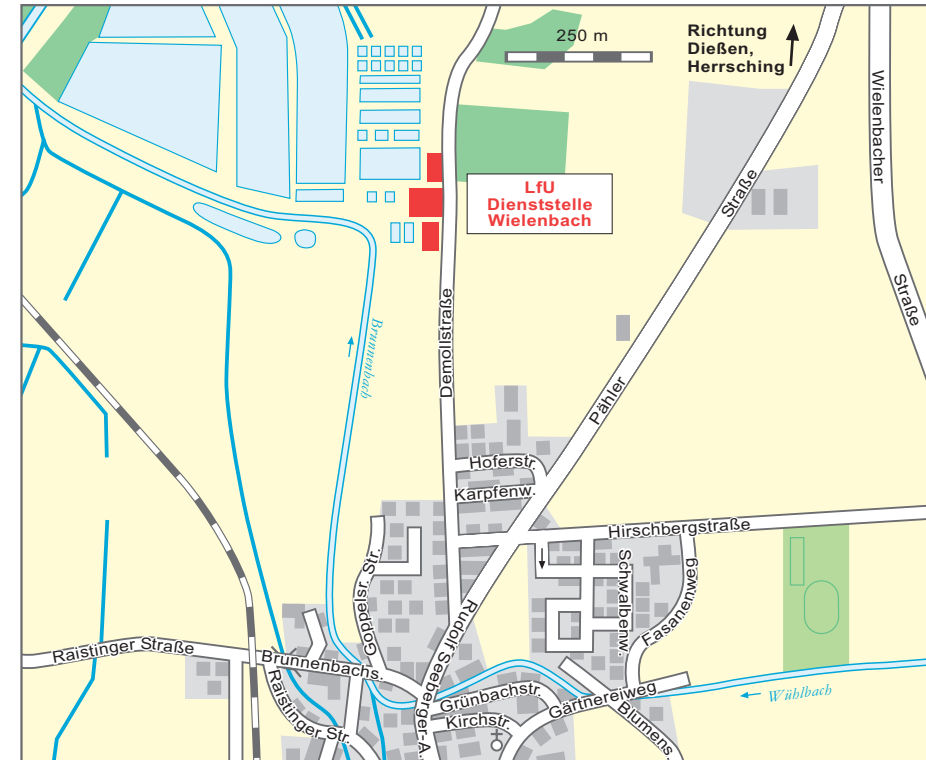 250 m
Richtung
Dießen,
Herrsching
Wielenbacher
Straße
LfU
Dienststelle
Wielenbach
Straße
Pähler
Demollstraße
Brunnenbach
Hoferstr.
Karpfenw.
Hirschbergstraße
Goppelsr. Str.
Rudolf Seeberger-A.
Schwalbenw.
Fasanenweg
Raistinger Straße
Brunnenbachs.
Raistinger Str.
Grünbachstr.
Kirchstr.
Gärtnereiweg
Blumens.
Wühlbach